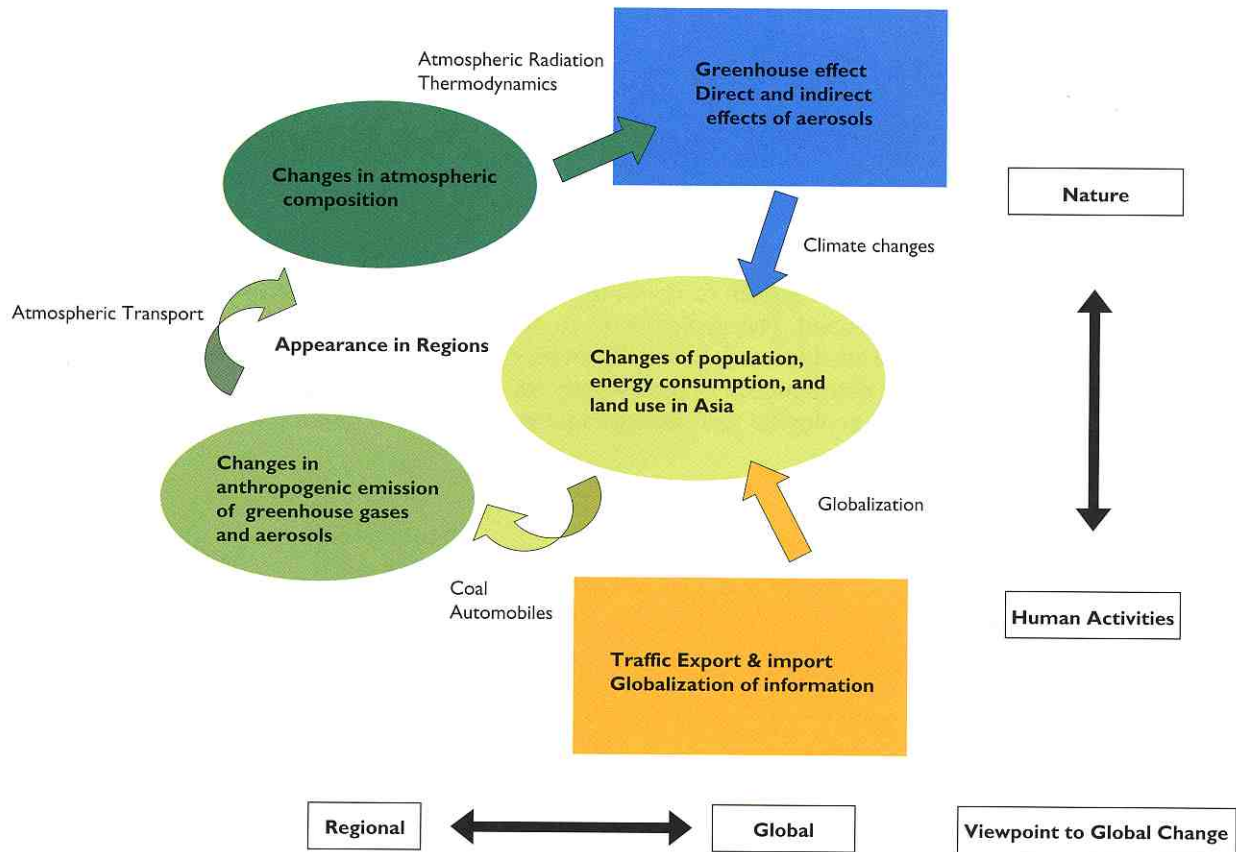 Atmospheric Radiation
Thermodynamics
Greenhouse effect
Direct and indirect
effects of aerosols
Changes in atmospheric
composition
Nature
Climate changes
Atmospheric Transport
Appearance in Regions
Changes of population,
energy consumption, and
land use in Asia
Changes in
anthropogenic emission
of greenhouse gases
and aerosols
Globalization
Coal
Automobiles
Human Activities
Traffic Export & import
Globalization of information
Regional
Global
Viewpoint to Global Change